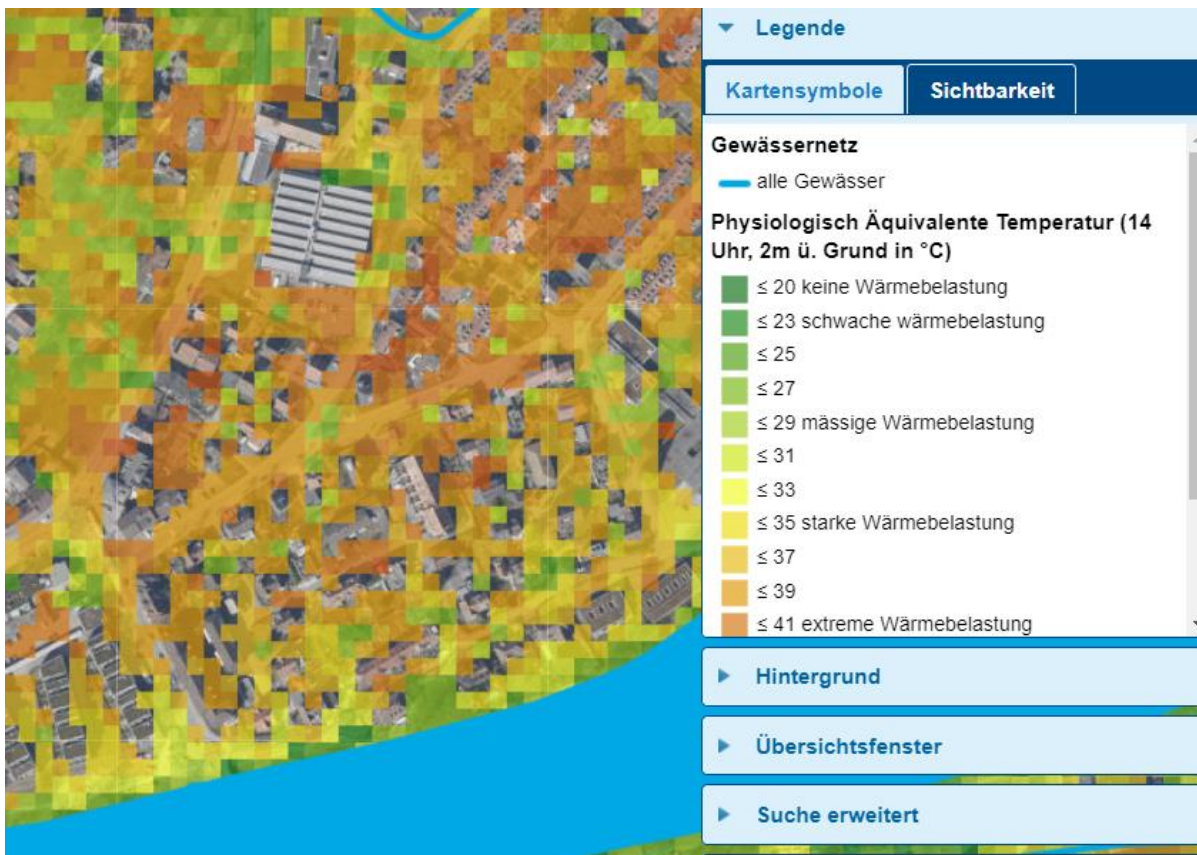 Legende
Kartensymbole Sichtbarkeit
Gewässernetz
alle Gewässer
Physiologisch Äquivalente Temperatur (14
Uhr, 2m ü. Grund in °C)
≤ 20 keine Wärmebelastung
≤ 23 schwache wärmebelastung
≤ 25
≤ 27
≤ 29 mässige Wärmebelastung
≤ 31
≤ 33
≤ 35 starke Wärmebelastung
≤ 37
≤ 39
≤ 41 extreme Wärmebelastung
Hintergrund
Übersichtsfenster
Suche erweitert